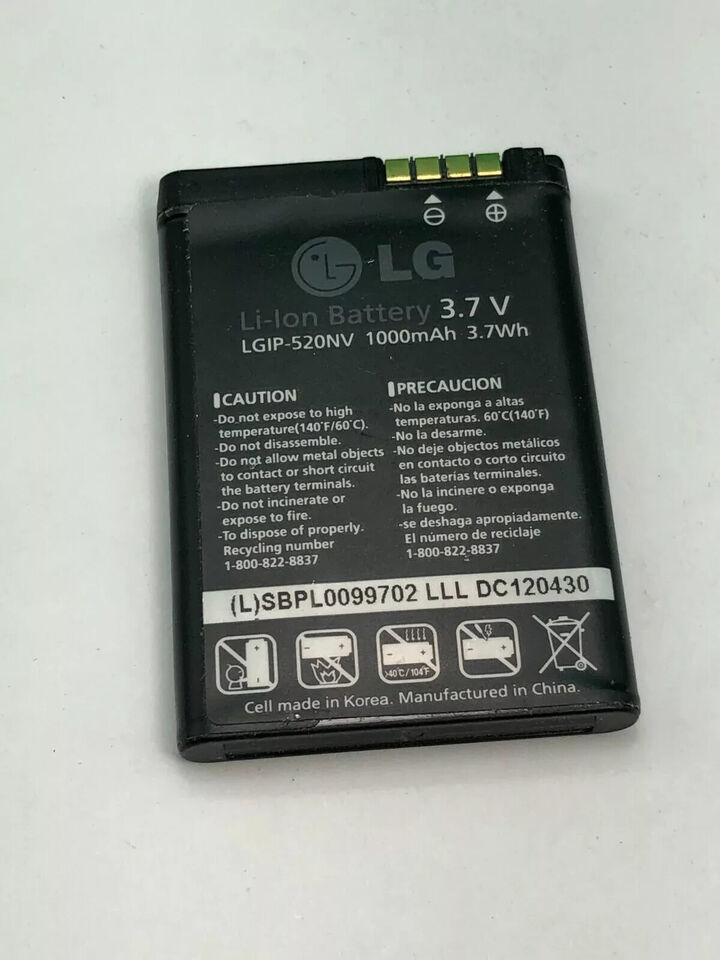 LG LG
Li-Ion Battery 3.7 V
LGIP-520NV 1000mAh 3.7Wh
CAUTION
-Do not expose to high
temperature(140°F/60°C).
-Do not disassemble.
-Do not allow metal objects
to contact or short circuit
the battery terminals.
-Do not incinerate or
expose to fire.
-To dispose of properly.
Recycling number
1-800-822-8837
PRECAUCION
-No la exponga a altas
temperaturas. 60°C(140°F)
-No la desarme.
-No deje objetos metálicos
en contacto o corto circuito
las baterías terminales.
-No la incinere o exponga
la fuego.
-se deshaga apropiadamente.
El número de reciclaje
1-800-822-8837
(L)SBPL0099702 LLL DC120430
>40°C/104°F
Cell made in Korea. Manufactured in China.